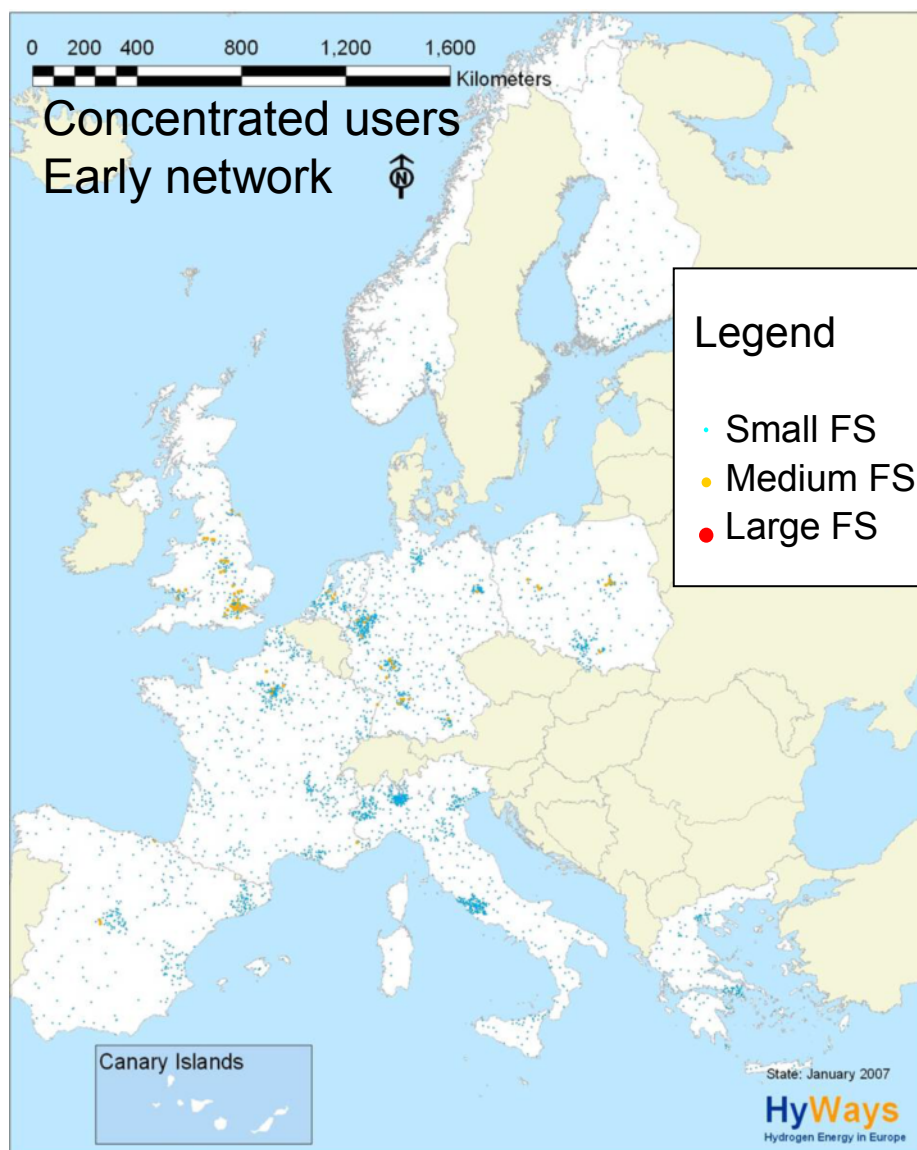 0 200 400 800 1,200 1,600
Kilometers
Concentrated users
Early network
N
Legend
Small FS
Medium FS
Large FS
Canary Islands
State: January 2007
HyWays
Hydrogen Energy in Europe